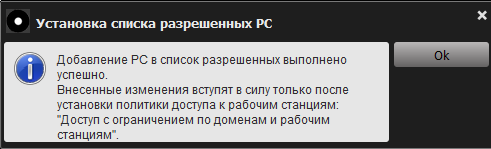 Установка списка разрешенных РС
Добавление РС в список разрешенных выполнено
успешно.
Внесенные изменения вступят в силу только после
установки политики доступа к рабочим станциям:
"Доступ с ограничением по доменам и рабочим
станциям".
Ok